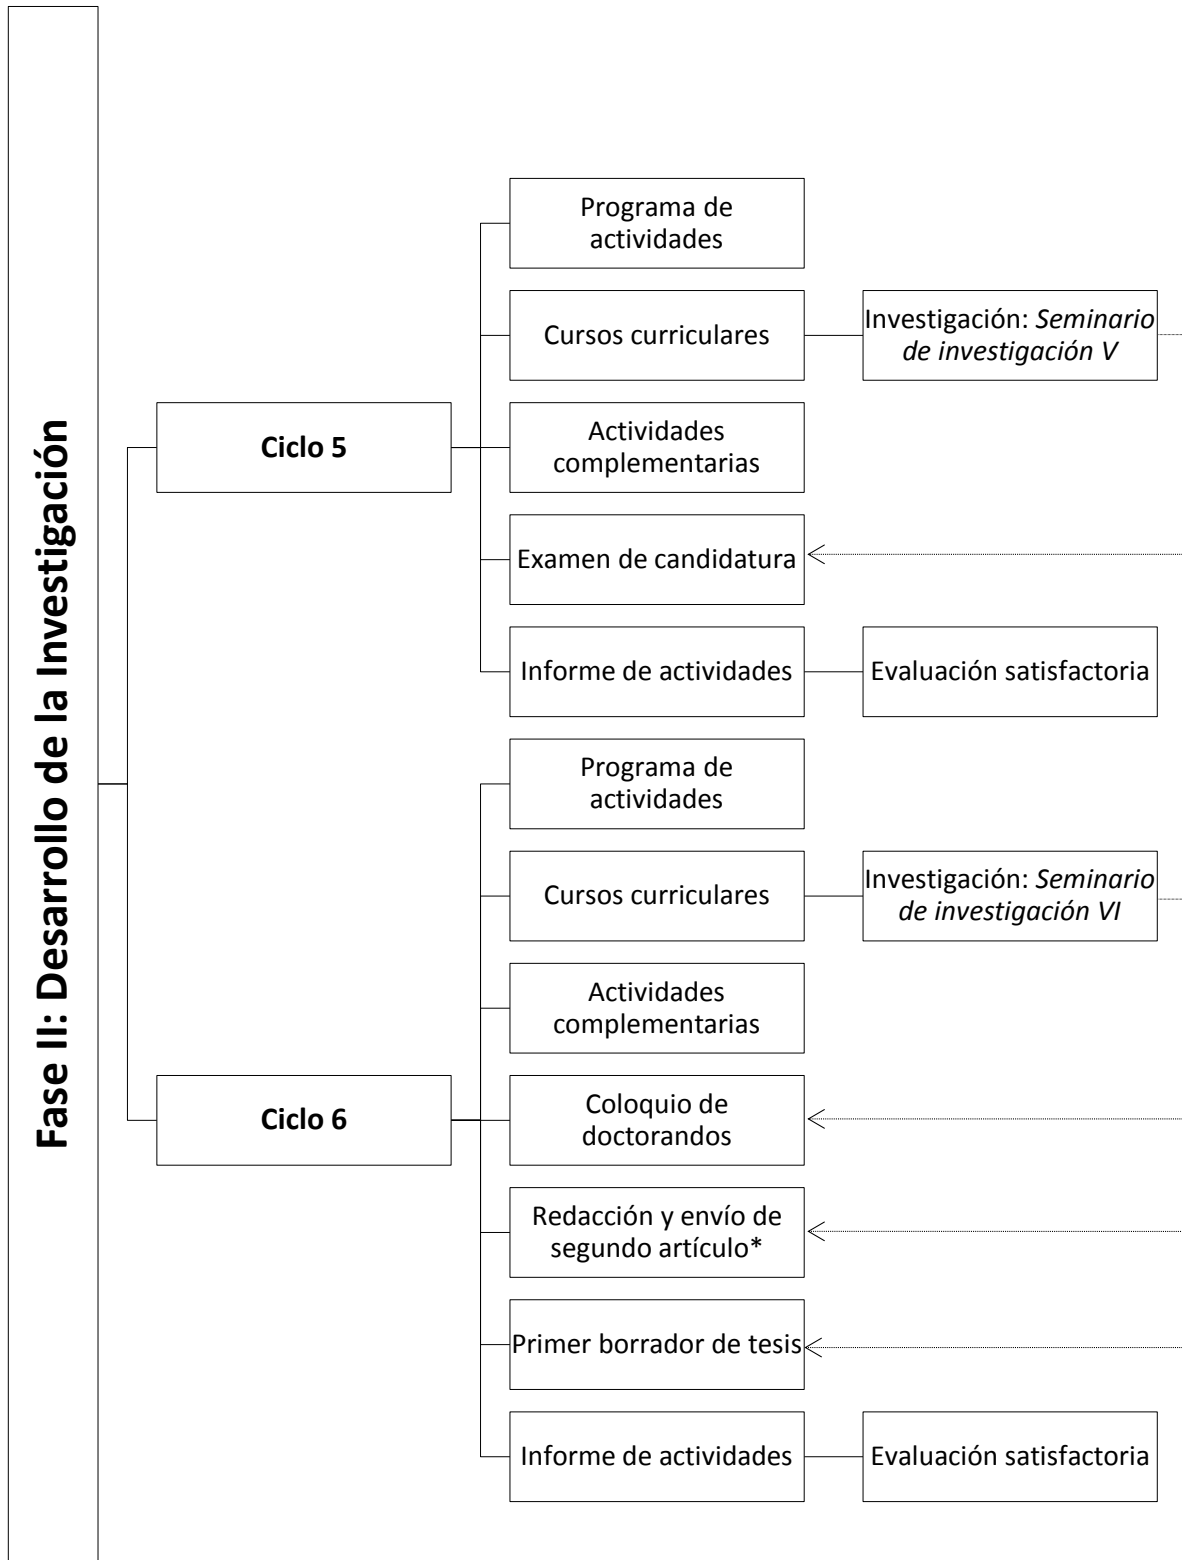 Fase II: Desarrollo de la Investigación
Ciclo 5
Programa de
actividades
Cursos curriculares
Investigación: Seminario
de investigación V
Actividades
complementarias
Examen de candidatura
Informe de actividades
Evaluación satisfactoria
Ciclo 6
Programa de
actividades
Cursos curriculares
Investigación: Seminario
de investigación VI
Actividades
complementarias
Coloquio de
doctorandos
Redacción y envío de
segundo artículo*
Primer borrador de tesis
Informe de actividades
Evaluación satisfactoria